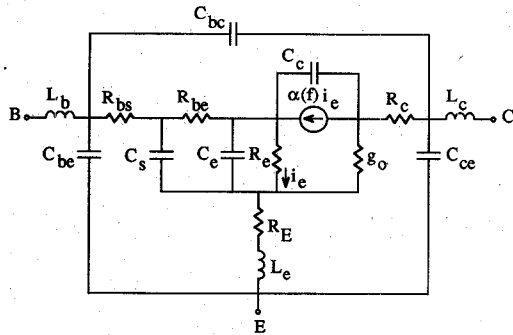 C_bc
C_c
L_b
R_bs
R_be
α(f) i_e
R_c
L_c
B
C
C_be
C_s
C_e
R_e
g_o
C_ce
i_e
R_E
L_e
E